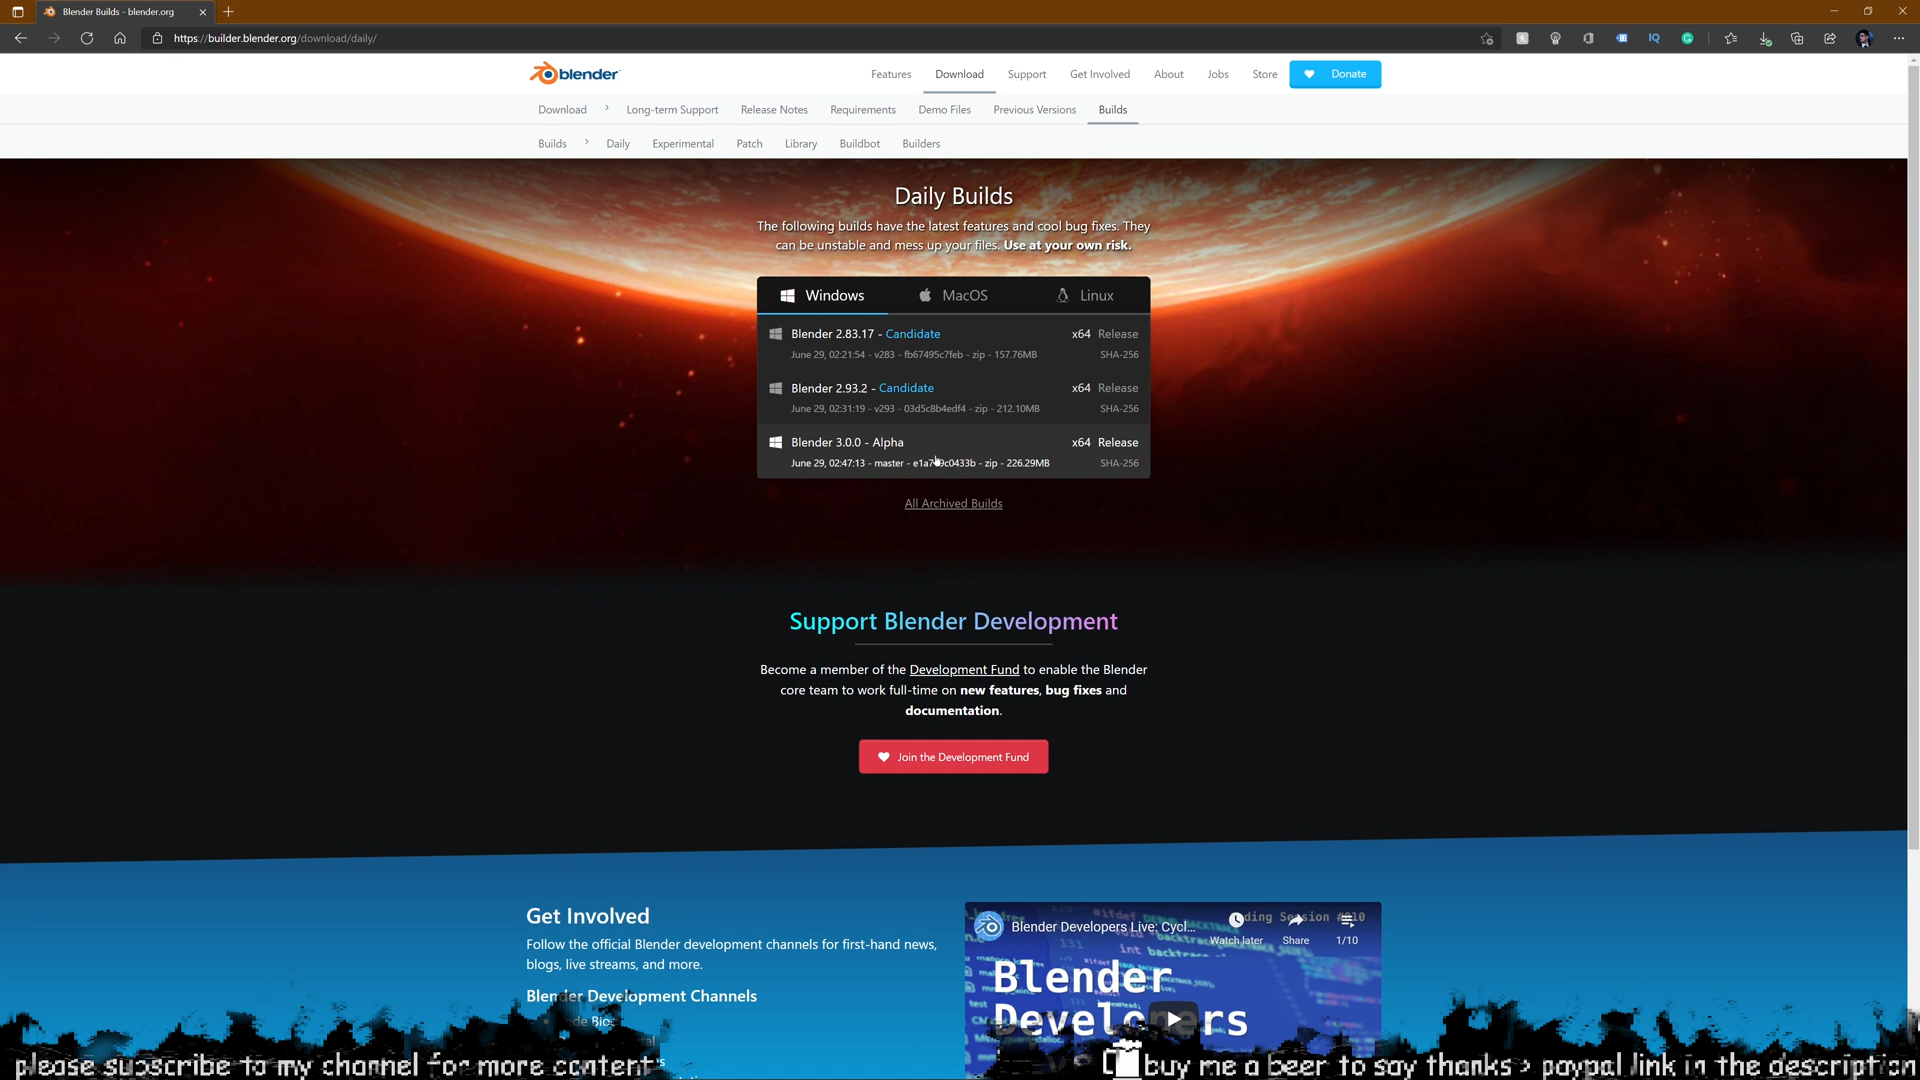 Blender Builds - blender.org
https://builder.blender.org/download/daily/
blender
Features Download Support Get Involved About Jobs Store Donate
Download > Long-term Support Release Notes Requirements Demo Files Previous Versions Builds
Builds > Daily Experimental Patch Library Buildbot Builders
Daily Builds
The following builds have the latest features and cool bug fixes. They
can be unstable and mess up your files. Use at your own risk.
Windows MacOS Linux
Blender 2.83.17 - Candidate x64 Release
June 29, 02:21:54 - v283 - fb67495c7feb - zip - 157.76MB SHA-256
Blender 2.93.2 - Candidate x64 Release
June 29, 02:31:19 - v293 - 03d5c8b4edf4 - zip - 212.10MB SHA-256
Blender 3.0.0 - Alpha x64 Release
June 29, 02:47:13 - master - zip - 226.29MB SHA-256
All Archived Builds
Support Blender Development
Become a member of the Development Fund to enable the Blender
core team to work full-time on new features, bug fixes and
documentation.
Join the Development Fund
Get Involved
Follow the official Blender development channels for first-hand news,
blogs, live streams, and more.
Blender Development Channels
Blender Developers Live: Cycl...
Watch later Share 1/10
Blender
Developers
please subscribe to my channel for more content
buy me a beer to say thanks > paypal link in the description